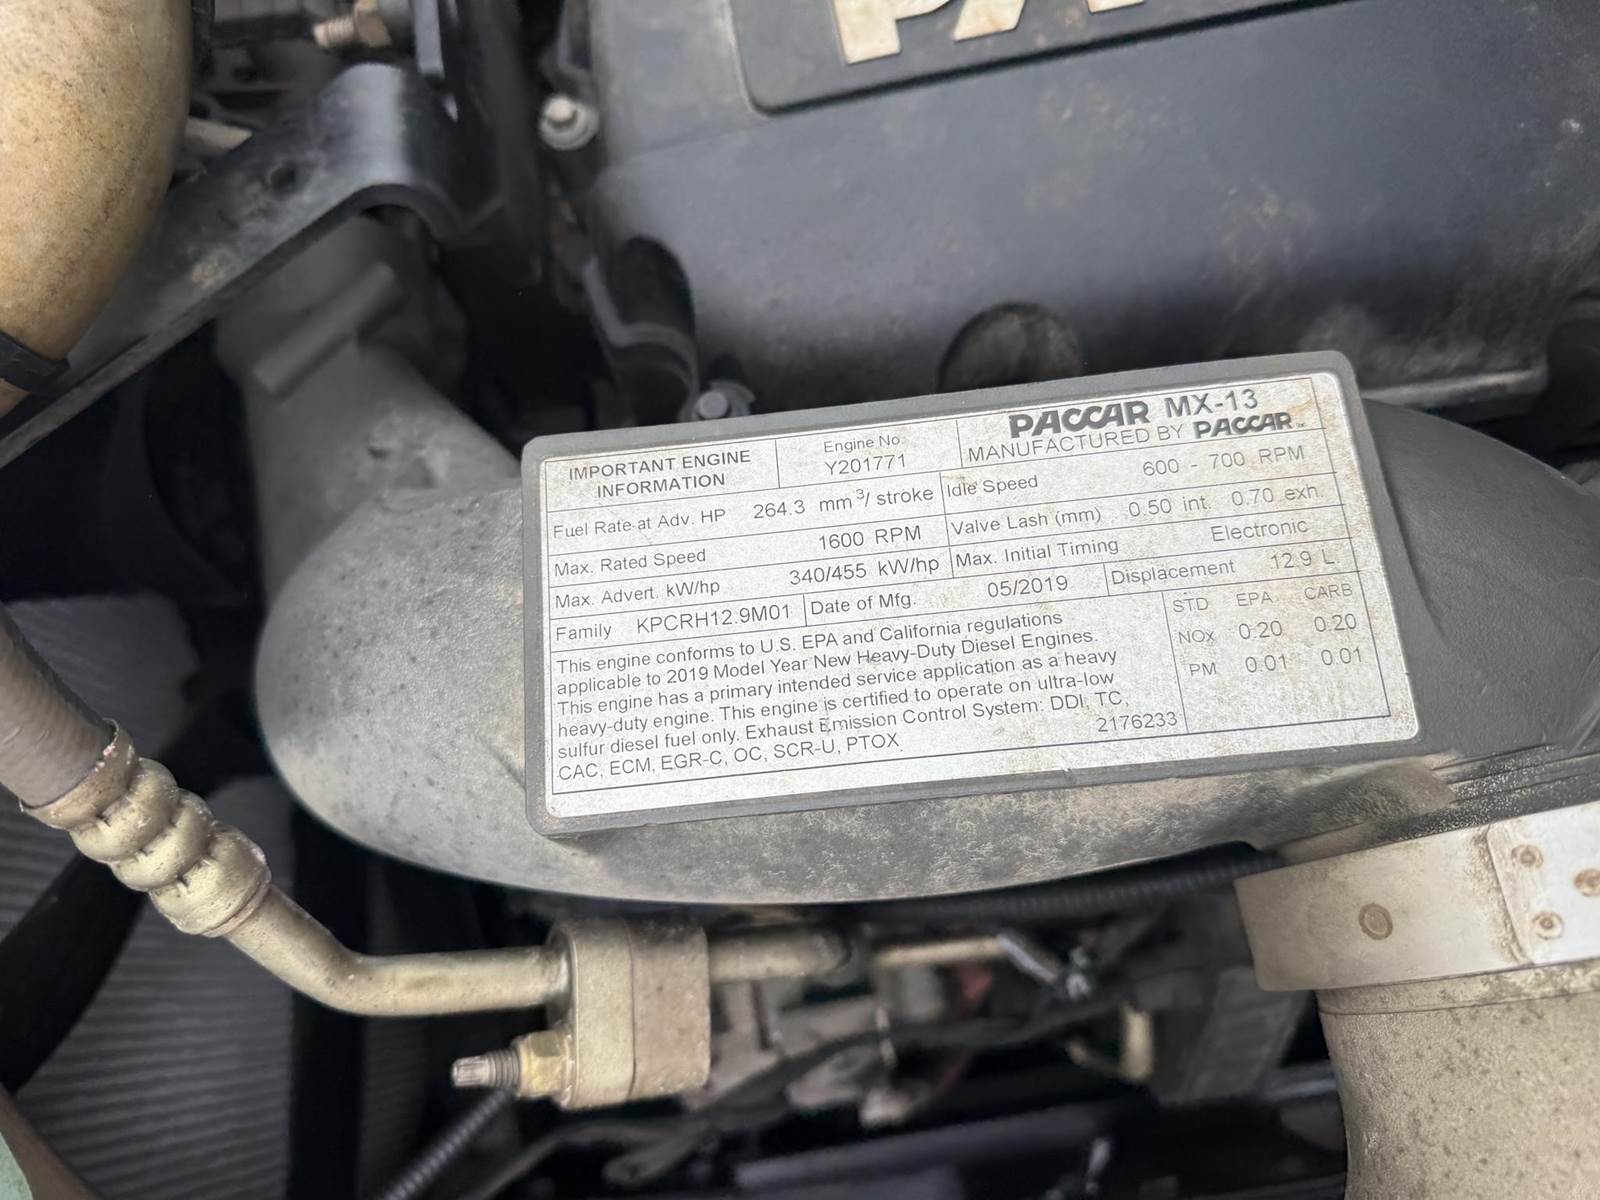 IMPORTANT ENGINE
INFORMATION
Engine No.
Y201771
PACCAR MX-13
MANUFACTURED BY PACCAR
Fuel Rate at Adv. HP 264.3 mm³/ stroke
Idle Speed 600 - 700 RPM
Max. Rated Speed 1600 RPM
Valve Lash (mm) 0.50 int. 0.70 exh.
Max. Advert. kW/hp 340/455 kW/hp
Max. Initial Timing Electronic
Family KPCRH12.9M01
Date of Mfg. 05/2019
Displacement 12.9 L
This engine conforms to U.S. EPA and California regulations
applicable to 2019 Model Year New Heavy-Duty Diesel Engines.
This engine has a primary intended service application as a heavy
heavy-duty engine. This engine is certified to operate on ultra-low
sulfur diesel fuel only. Exhaust Emission Control System: DDI, TC,
CAC, ECM, EGR-C, OC, SCR-U, PTOX
2176233
STD EPA CARB
NOx 0.20 0.20
PM 0.01 0.01